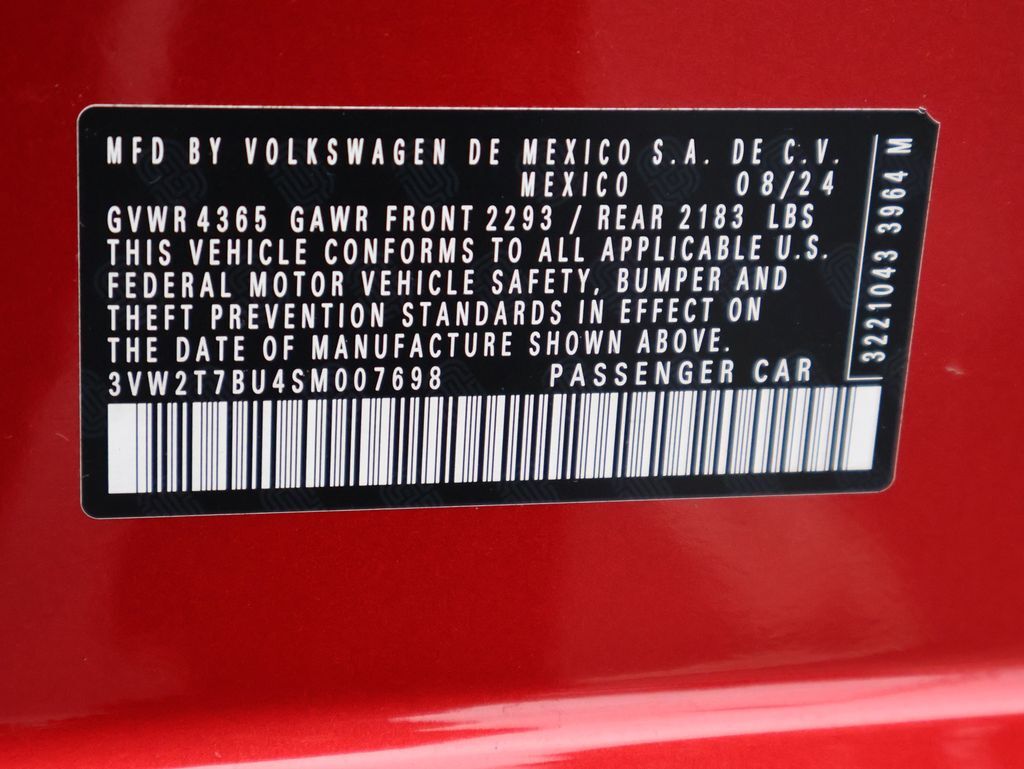 MFD BY VOLKSWAGEN DE MEXICO S.A. DE C.V.
MEXICO 08/24
GVWR 4365 GAWR FRONT 2293 / REAR 2183 LBS
THIS VEHICLE CONFORMS TO ALL APPLICABLE U.S.
FEDERAL MOTOR VEHICLE SAFETY, BUMPER AND
THEFT PREVENTION STANDARDS IN EFFECT ON
THE DATE OF MANUFACTURE SHOWN ABOVE.
3VW2T7BU4SM007698 PASSENGER CAR
3221043 3964 M